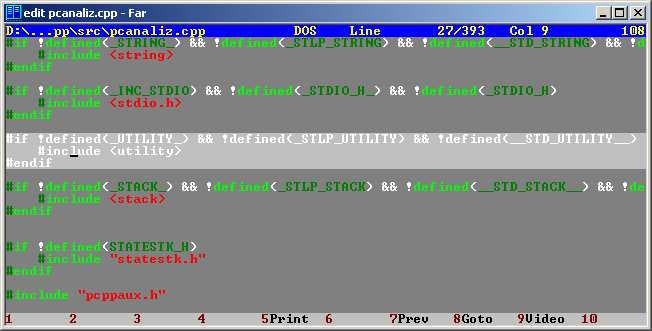 edit pcanaliz.cpp - Far
D:\...pp\src\pcanaliz.cpp DOS Line 27/393 Col 9 108
#if !defined(_STRING_) && !defined(_STLP_STRING) && !defined(__STD_STRING) && !d
#include <string>
#endif
#if !defined(_INC_STDIO) && !defined(_STDIO_H_) && !defined(_STDIO_H)
#include <stdio.h>
#endif
#if !defined(_UTILITY_) && !defined(_STLP_UTILITY) && !defined(__STD_UTILITY__)
#include <utility>
#endif
#if !defined(_STACK_) && !defined(_STLP_STACK) && !defined(__STD_STACK__) && !de
#include <stack>
#endif
#if !defined(STATESTK_H)
#include "statestk.h"
#endif
#include "pcppaux.h"
1 2 3 4 5Print 6 7Prev 8Goto 9Video 10